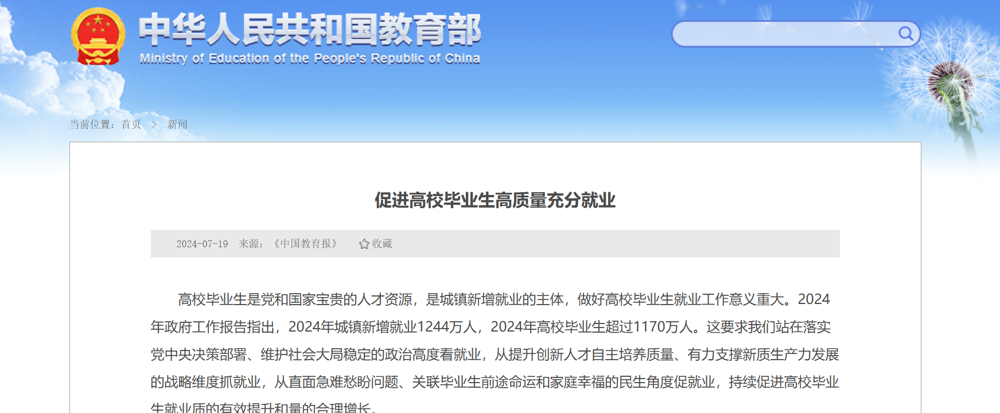 中华人民共和国教育部
Ministry of Education of the People's Republic of China
当前位置：首页 > 新闻
促进高校毕业生高质量充分就业
2024-07-19 来源：《中国教育报》 收藏
高校毕业生是党和国家宝贵的人才资源，是城镇新增就业的主体，做好高校毕业生就业工作意义重大。2024
年政府工作报告指出，2024年城镇新增就业1244万人，2024年高校毕业生超过1170万人。这要求我们站在落实
党中央决策部署、维护社会大局稳定的政治高度看就业，从提升创新人才自主培养质量、有力支撑新质生产力发展
的战略维度抓就业，从直面急难愁盼问题、关联毕业生前途命运和家庭幸福的民生角度促就业，持续促进高校毕业
生就业质的有效提升和量的合理增长。